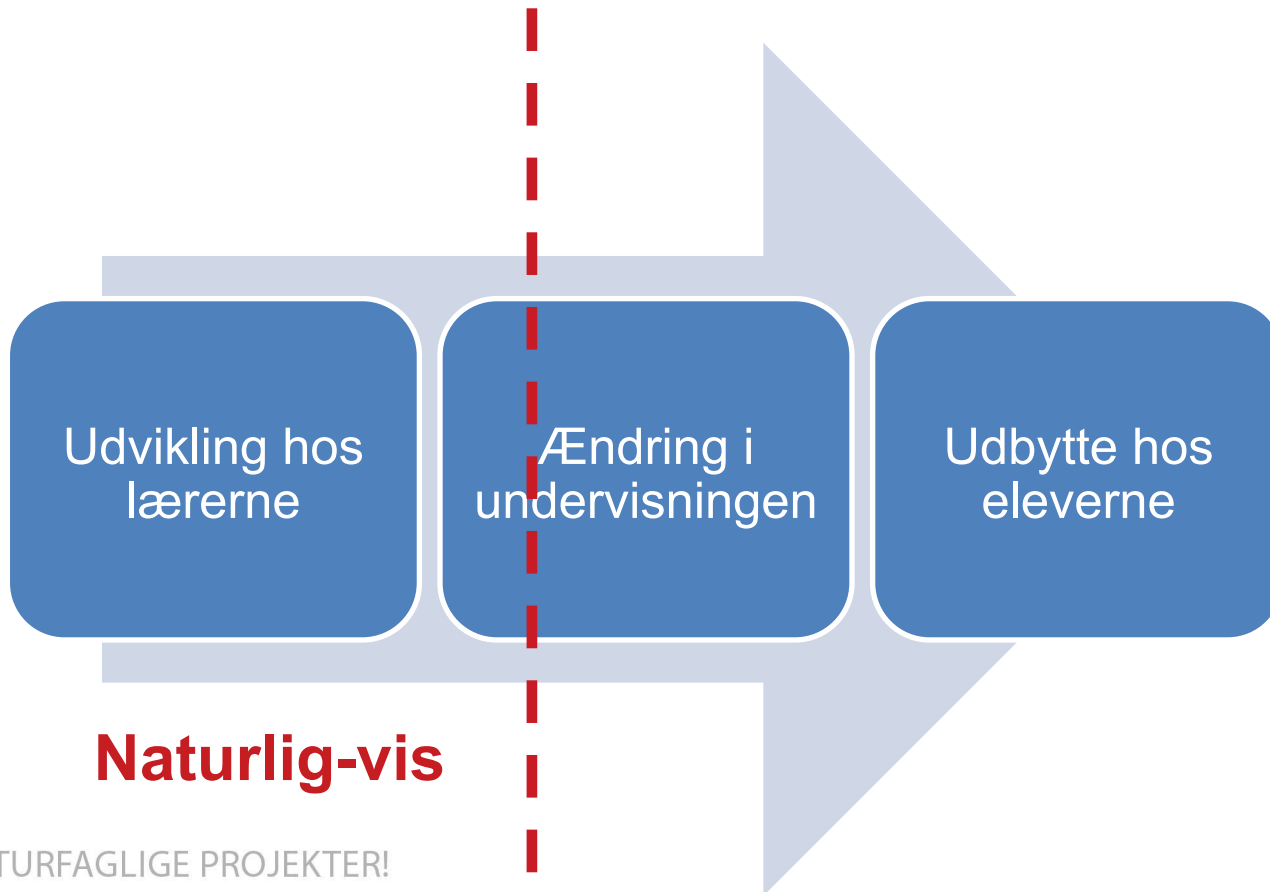 Udvikling hos
lærerne
Ændring i
undervisningen
Udbytte hos
eleverne
Naturlig-vis
TURFAGLIGE PROJEKTER!